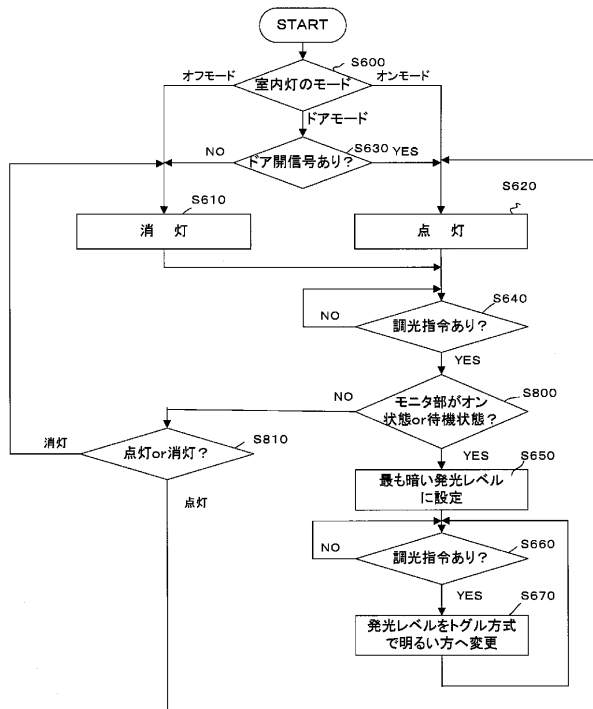 START
S600
オフモード
室内灯のモード
オンモード
ドアモード
S630
NO
ドア開信号あり?
YES
S610
消 灯
S620
点 灯
S640
NO
調光指令あり?
YES
S800
NO
モニタ部がオン
状態or待機状態?
S810
消灯
点灯or消灯?
点灯
YES
S650
最も暗い発光レベル
に設定
S660
NO
調光指令あり?
YES
S670
発光レベルをトグル方式
で明るい方へ変更